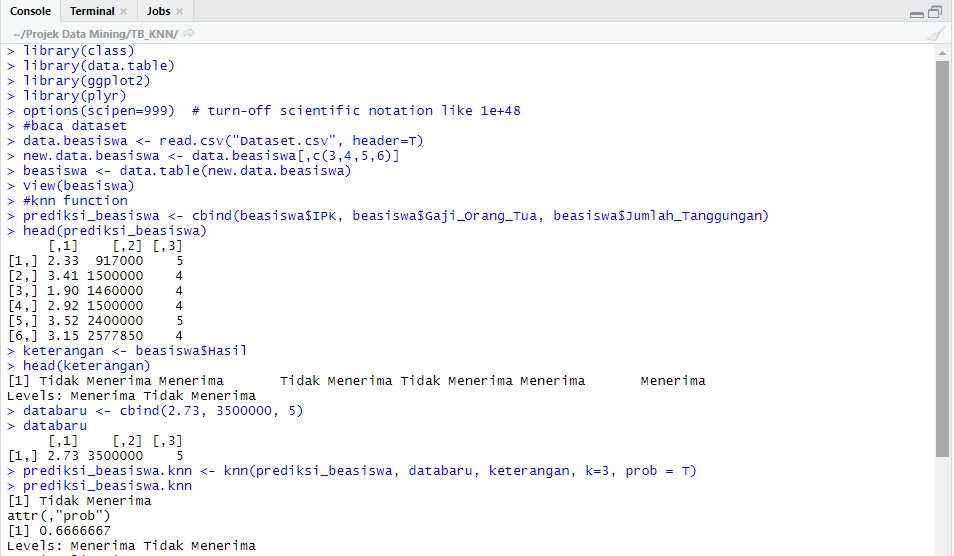 Console Terminal × Jobs ×
~/Projek Data Mining/TB_KNN/
> library(class)
> library(data.table)
> library(ggplot2)
> library(plyr)
> options(scipen=999)  # turn-off scientific notation like 1e+48
> #baca dataset
> data.beasiswa <- read.csv("Dataset.csv", header=T)
> new.data.beasiswa <- data.beasiswa[,c(3,4,5,6)]
> beasiswa <- data.table(new.data.beasiswa)
> View(beasiswa)
> #knn function
> prediksi_beasiswa <- cbind(beasiswa$IPK, beasiswa$Gaji_Orang_Tua, beasiswa$Jumlah_Tanggungan)
> head(prediksi_beasiswa)
     [,1]    [,2] [,3]
[1,] 2.33  917000    5
[2,] 3.41 1500000    4
[3,] 1.90 1460000    4
[4,] 2.92 1500000    4
[5,] 3.52 2400000    5
[6,] 3.15 2577850    4
> keterangan <- beasiswa$Hasil
> head(keterangan)
[1] Tidak Menerima Menerima       Tidak Menerima Tidak Menerima Menerima       Menerima
Levels: Menerima Tidak Menerima
> databaru <- cbind(2.73, 3500000, 5)
> databaru
     [,1]    [,2] [,3]
[1,] 2.73 3500000    5
> prediksi_beasiswa.knn <- knn(prediksi_beasiswa, databaru, keterangan, k=3, prob = T)
> prediksi_beasiswa.knn
[1] Tidak Menerima
attr(,"prob")
[1] 0.6666667
Levels: Menerima Tidak Menerima